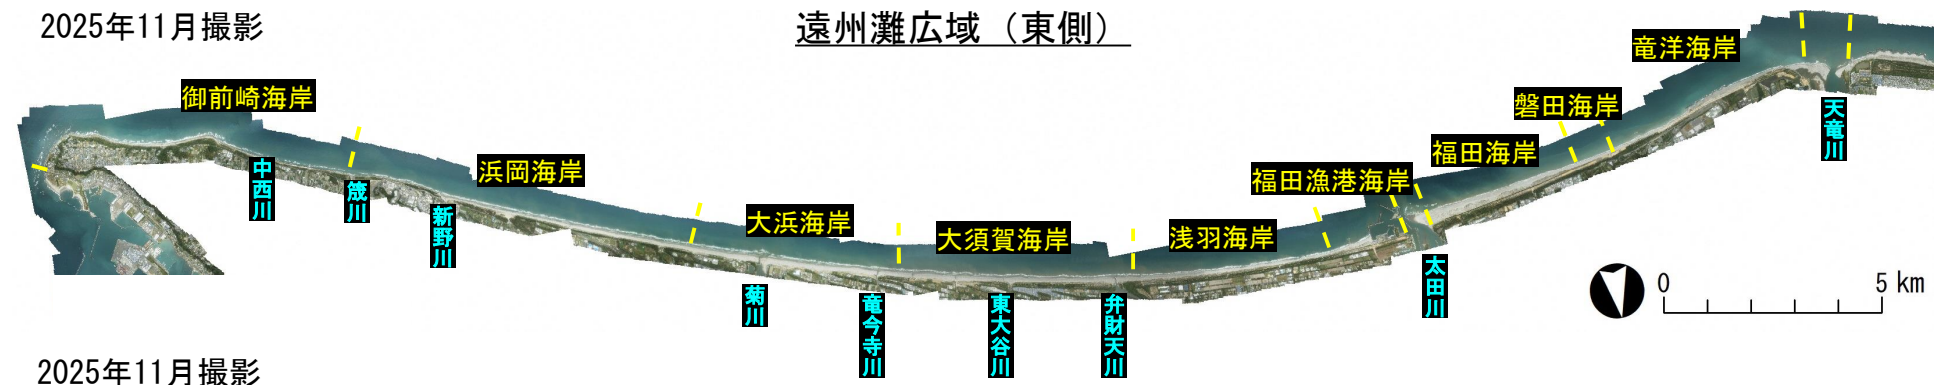 2025年11月撮影
遠州灘広域（東側）
竜洋海岸
御前崎海岸
磐田海岸
天竜川
福田海岸
中西川
浜岡海岸
福田漁港海岸
筬川
新野川
大浜海岸
大須賀海岸
浅羽海岸
太田川
0 5 km
菊川
竜今寺川
東大谷川
弁財天川
2025年11月撮影